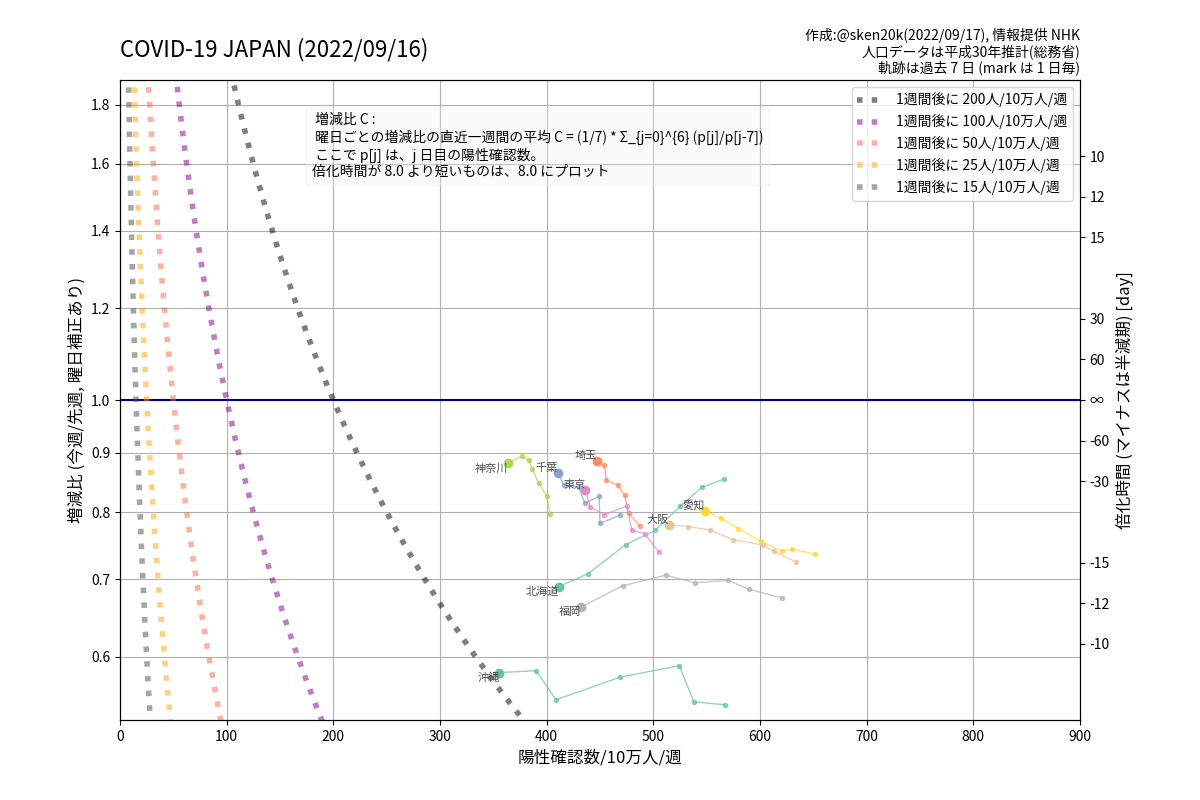 COVID-19 JAPAN (2022/09/16)
作成:@sken20k(2022/09/17), 情報提供 NHK
人口データは平成30年推計(総務省)
軌跡は過去 7 日 (mark は 1 日毎)
増減比 C :
曜日ごとの増減比の直近一週間の平均 C = (1/7) * Σ_{j=0}^{6} (p[j]/p[j-7])
ここで p[j] は、j 日目の陽性確認数。
倍化時間が 8.0 より短いものは、8.0 にプロット
1週間後に 200人/10万人/週
1週間後に 100人/10万人/週
1週間後に 50人/10万人/週
1週間後に 25人/10万人/週
1週間後に 15人/10万人/週
増減比 (今週/先週, 曜日補正あり)
1.8
1.6
1.4
1.2
1.0
0.9
0.8
0.7
0.6
倍化時間 (マイナスは半減期) [day]
10
12
15
30
60
∞
-60
-30
-15
-12
-10
神奈川
千葉
埼玉
東京
大阪
愛知
北海道
福岡
沖縄
0 100 200 300 400 500 600 700 800 900
陽性確認数/10万人/週